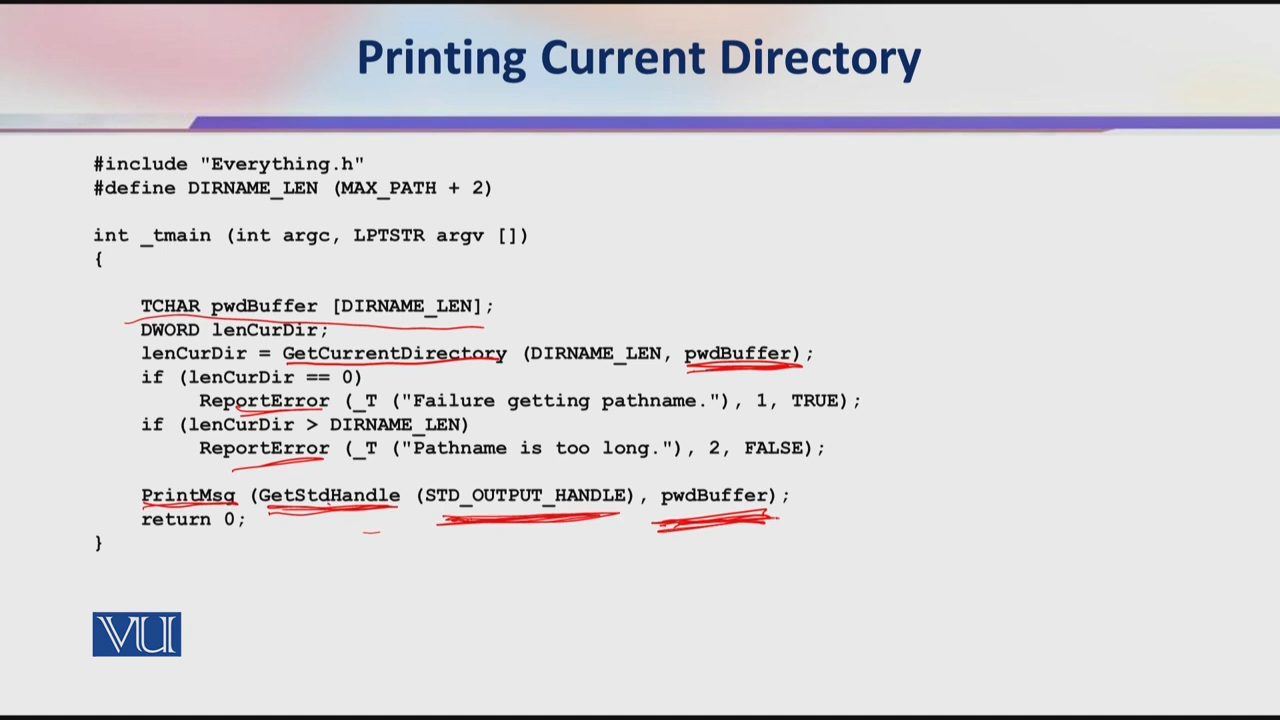 Printing Current Directory
#include "Everything.h"
#define DIRNAME_LEN (MAX_PATH + 2)
int _tmain (int argc, LPTSTR argv [])
{
TCHAR pwdBuffer [DIRNAME_LEN];
DWORD lenCurDir;
lenCurDir = GetCurrentDirectory (DIRNAME_LEN, pwdBuffer);
if (lenCurDir == 0)
ReportError (_T ("Failure getting pathname."), 1, TRUE);
if (lenCurDir > DIRNAME_LEN)
ReportError (_T ("Pathname is too long."), 2, FALSE);
PrintMsg (GetStdHandle (STD_OUTPUT_HANDLE), pwdBuffer);
return 0;
}
VU